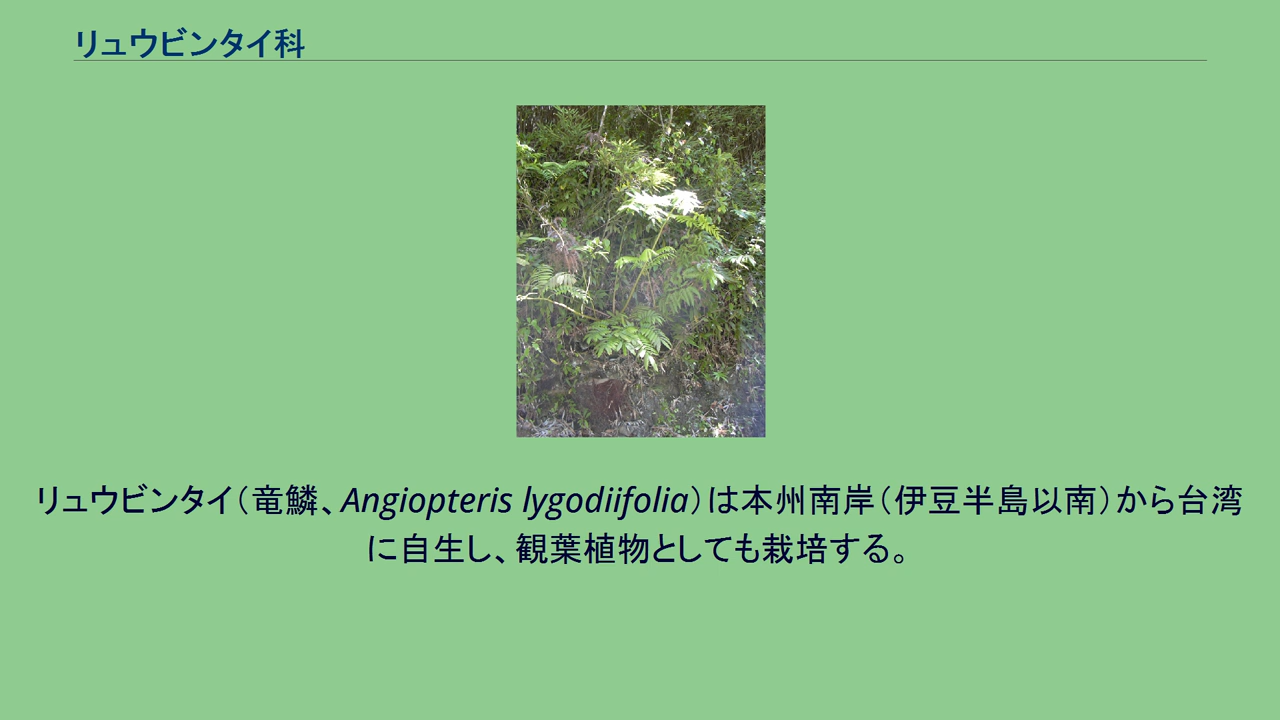 リュウビンタイ科
リュウビンタイ（竜鱗、Angiopteris lygodiifolia）は本州南岸（伊豆半島以南）から台湾
に自生し、観葉植物としても栽培する。